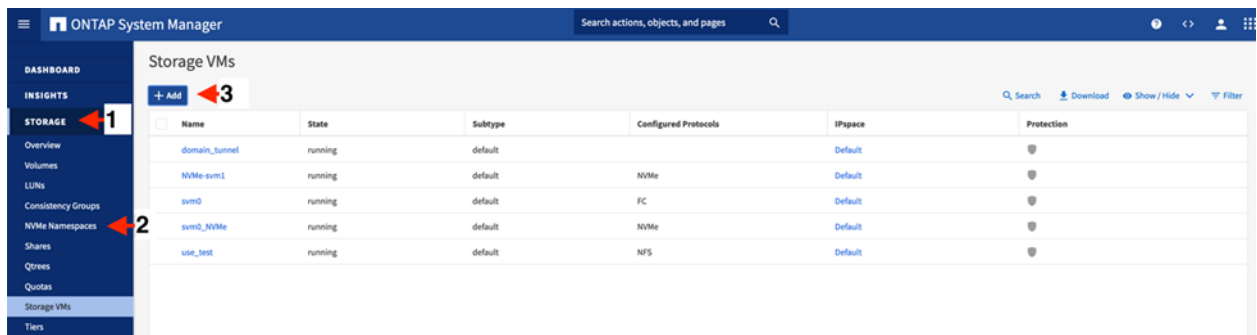 ONTAP System Manager
Search actions, objects, and pages
DASHBOARD
INSIGHTS
STORAGE
1
Overview
Volumes
LUNs
Consistency Groups
NVMe Namespaces
2
Shares
Qtrees
Quotas
Storage VMs
Tiers
Storage VMs
+ Add
3
Search Download Show / Hide Filter
Name State Subtype Configured Protocols IPspace Protection
domain_tunnel running default Default
NVMe-svm1 running default NVMe Default
svm0 running default FC Default
svm0_NVMe running default NVMe Default
use_test running default NFS Default